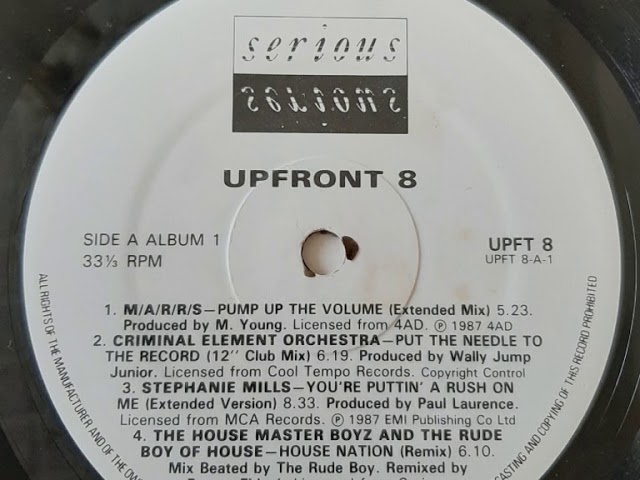 serious
serious
UPFRONT 8
SIDE A ALBUM 1
33⅓ RPM
UPFT 8
UPFT 8-A-1
1. M/A/R/R/S—PUMP UP THE VOLUME (Extended Mix) 5.23.
Produced by M. Young. Licensed from 4AD. ℗ 1987 4AD
2. CRIMINAL ELEMENT ORCHESTRA—PUT THE NEEDLE TO
THE RECORD (12″ Club Mix) 6.19. Produced by Wally Jump
Junior. Licensed from Cool Tempo Records. Copyright Control
3. STEPHANIE MILLS—YOU'RE PUTTIN' A RUSH ON
ME (Extended Version) 8.33. Produced by Paul Laurence.
Licensed from MCA Records. ℗ 1987 EMI Publishing Co Ltd
4. THE HOUSE MASTER BOYZ AND THE RUDE
BOY OF HOUSE—HOUSE NATION (Remix) 6.10.
Mix Beated by The Rude Boy. Remixed by
ALL RIGHTS OF THE MANUFACTURER AND OF THE
CASTING AND COPYING OF THIS RECORD PROHIBITED